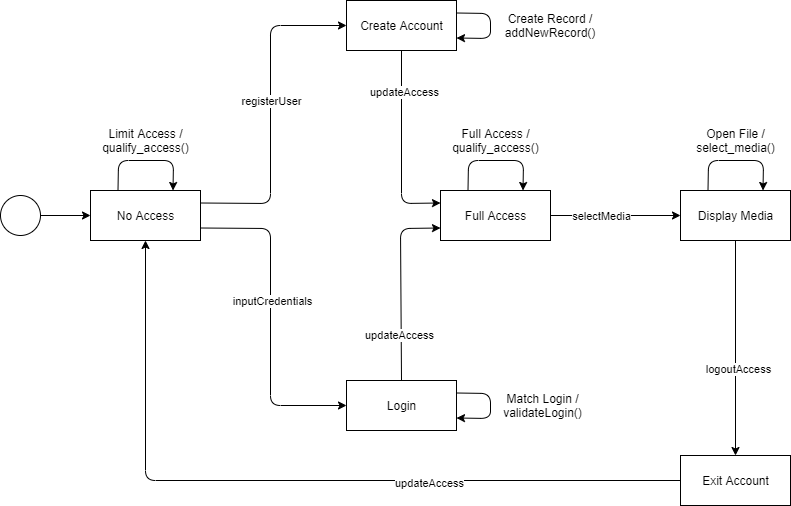 Create Account
Create Record /
addNewRecord()
updateAccess
registerUser
Limit Access /
qualify_access()
Full Access /
qualify_access()
Open File /
select_media()
No Access
Full Access
selectMedia
Display Media
inputCredentials
updateAccess
logoutAccess
Login
Match Login /
validateLogin()
updateAccess
Exit Account